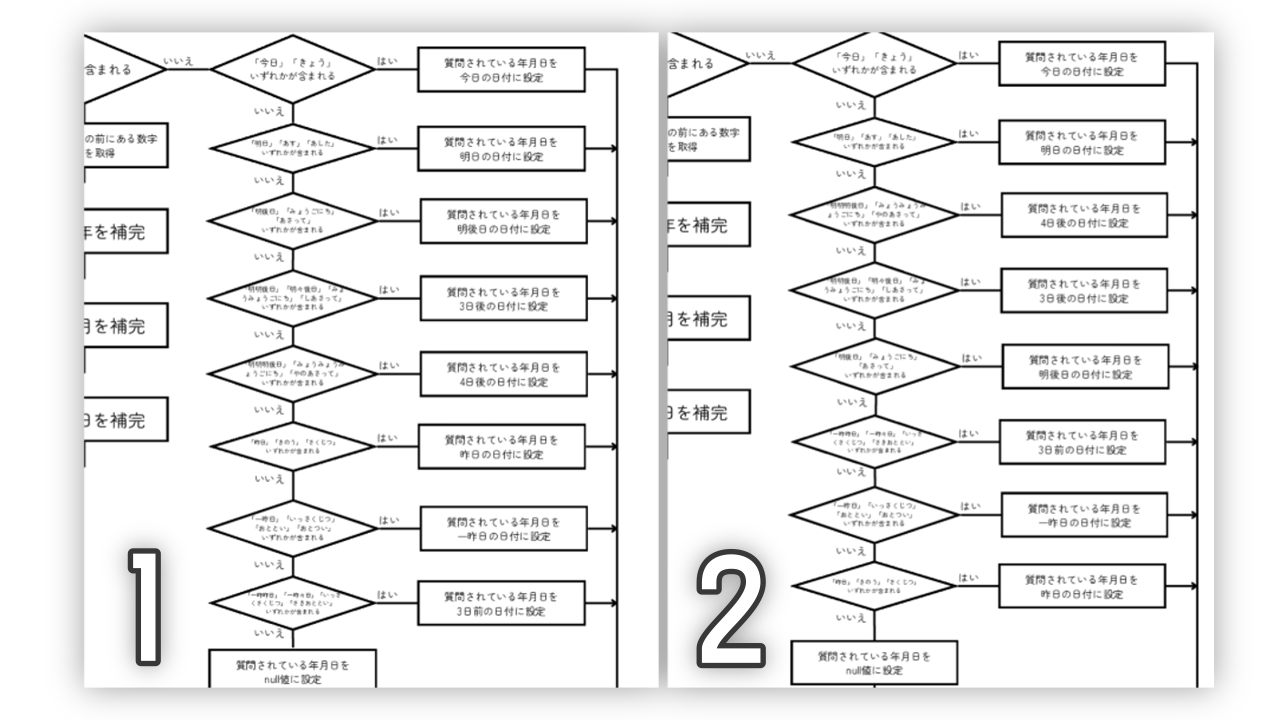 含まれる
いいえ
「今日」「きょう」
いずれかが含まれる
はい
質問されている年月日を
今日の日付に設定
いいえ
の前にある数字
を取得
「明日」「あす」「あした」
いずれかが含まれる
はい
質問されている年月日を
明日の日付に設定
いいえ
年を補完
「明後日」「みょうごにち」
「あさって」
いずれかが含まれる
はい
質問されている年月日を
明後日の日付に設定
いいえ
月を補完
「明明後日」「明々後日」「みょ
うみょうごにち」「しあさって」
いずれかが含まれる
はい
質問されている年月日を
3日後の日付に設定
いいえ
「明明明後日」「みょうみょうみ
ょうごにち」「やのあさって」
いずれかが含まれる
はい
質問されている年月日を
4日後の日付に設定
いいえ
日を補完
「昨日」「きのう」「さくじつ」
いずれかが含まれる
はい
質問されている年月日を
昨日の日付に設定
いいえ
「一昨日」「いっさくじつ」
「おととい」「おとつい」
いずれかが含まれる
はい
質問されている年月日を
一昨日の日付に設定
いいえ
「一昨昨日」「一昨々日」「いっさ
くさくじつ」「さきおととい」
いずれかが含まれる
はい
質問されている年月日を
3日前の日付に設定
いいえ
質問されている年月日を
null値に設定
1
含まれる
いいえ
「今日」「きょう」
いずれかが含まれる
はい
質問されている年月日を
今日の日付に設定
いいえ
の前にある数字
を取得
「明日」「あす」「あした」
いずれかが含まれる
はい
質問されている年月日を
明日の日付に設定
いいえ
年を補完
「明明明後日」「みょうみょうみ
ょうごにち」「やのあさって」
いずれかが含まれる
はい
質問されている年月日を
4日後の日付に設定
いいえ
月を補完
「明明後日」「明々後日」「みょ
うみょうごにち」「しあさって」
いずれかが含まれる
はい
質問されている年月日を
3日後の日付に設定
いいえ
「明後日」「みょうごにち」
「あさって」
いずれかが含まれる
はい
質問されている年月日を
明後日の日付に設定
いいえ
日を補完
「一昨昨日」「一昨々日」「いっさ
くさくじつ」「さきおととい」
いずれかが含まれる
はい
質問されている年月日を
3日前の日付に設定
いいえ
「一昨日」「いっさくじつ」
「おととい」「おとつい」
いずれかが含まれる
はい
質問されている年月日を
一昨日の日付に設定
いいえ
「昨日」「きのう」「さくじつ」
いずれかが含まれる
はい
質問されている年月日を
昨日の日付に設定
いいえ
質問されている年月日を
null値に設定
2